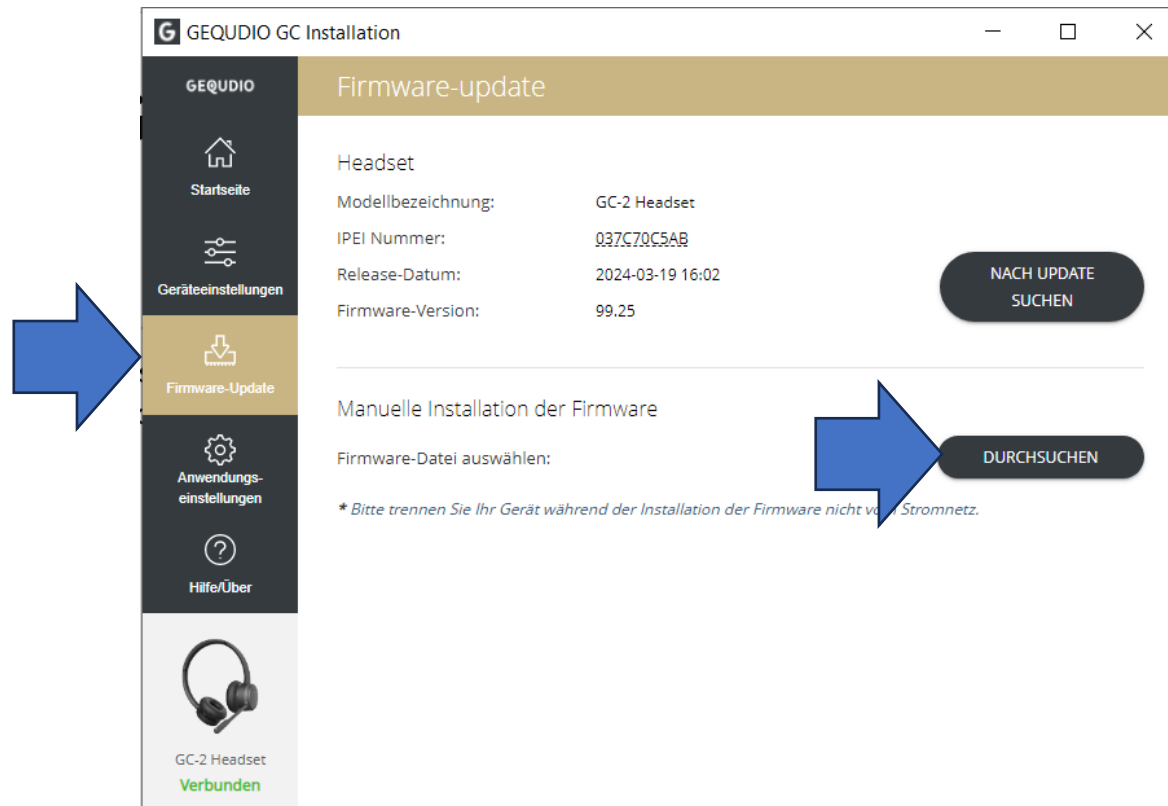 G GEQUDIO GC Installation
GEQUDIO
Startseite
Geräteeinstellungen
Firmware-Update
Anwendungs-
einstellungen
Hilfe/Über
GC-2 Headset
Verbunden
Firmware-update
Headset
Modellbezeichnung: GC-2 Headset
IPEI Nummer: 037C70C5AB
Release-Datum: 2024-03-19 16:02
Firmware-Version: 99.25
NACH UPDATE
SUCHEN
Manuelle Installation der Firmware
Firmware-Datei auswählen:
DURCHSUCHEN
* Bitte trennen Sie Ihr Gerät während der Installation der Firmware nicht vom Stromnetz.